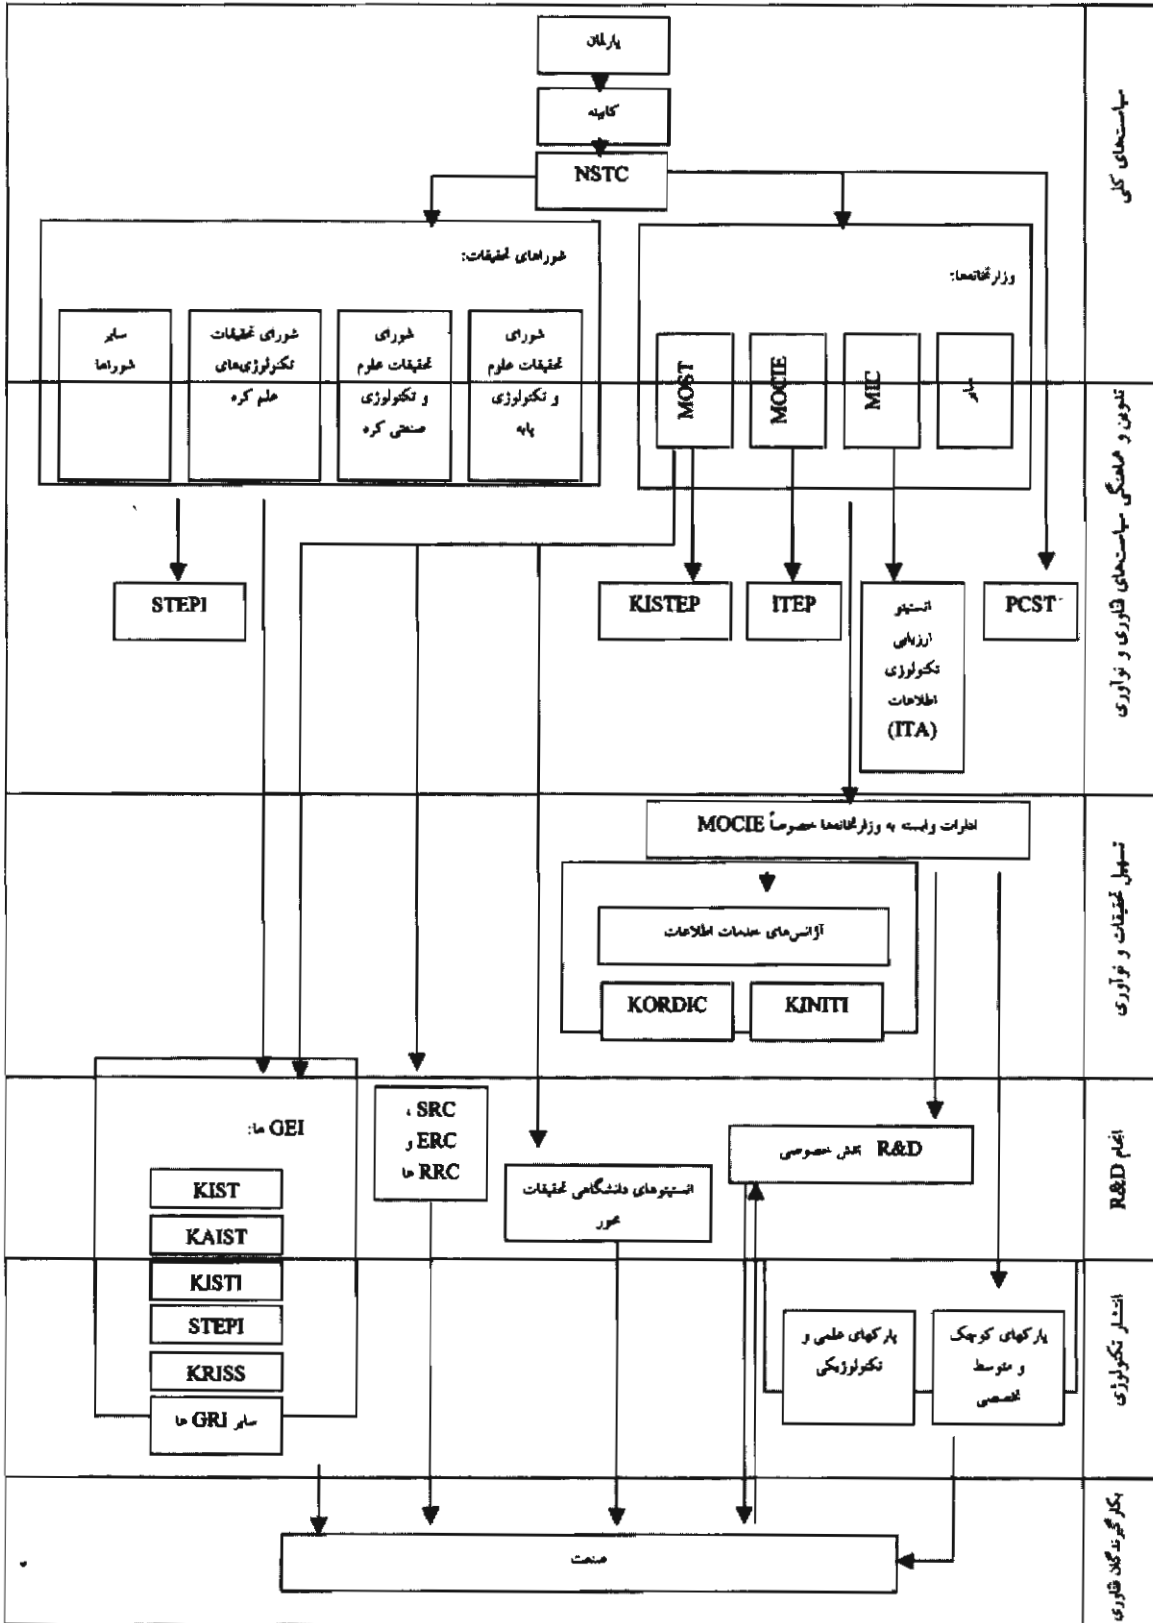 سیاست‌های کلی
پارلمان
کابینه
NSTC
وزارتخانه‌ها:
شوراهای تحقیقات:
تدوین و هماهنگی سیاست‌های فناوری و نوآوری
سایر
MIC
MOCIE
MOST
شورای
تحقیقات علوم
و تکنولوژی
پایه
شورای
تحقیقات علوم
و تکنولوژی
صنعتی کره
شورای تحقیقات
تکنولوژی‌های
علم کره
سایر
شوراها
PCST
انستیتو
ارزیابی
تکنولوژی
اطلاعات
(ITA)
ITEP
KISTEP
STEPI
تسهیل تحقیقات و نوآوری
ادارات وابسته به وزارتخانه‌ها خصوصاً MOCIE
آژانس‌های خدمات اطلاعات
KINITI
KORDIC
انجام R&D
R&D بخش خصوصی
انستیتوهای دانشگاهی تحقیقات
محور
SRC ،
ERC و
RRC ها
GEI ها:
KIST
KAIST
KISTI
STEPI
KRISS
سایر GRI ها
انتشار تکنولوژی
پارکهای کوچک
و متوسط
تخصصی
پارکهای علمی و
تکنولوژیکی
بکارگیرندگان فناوری
صنعت